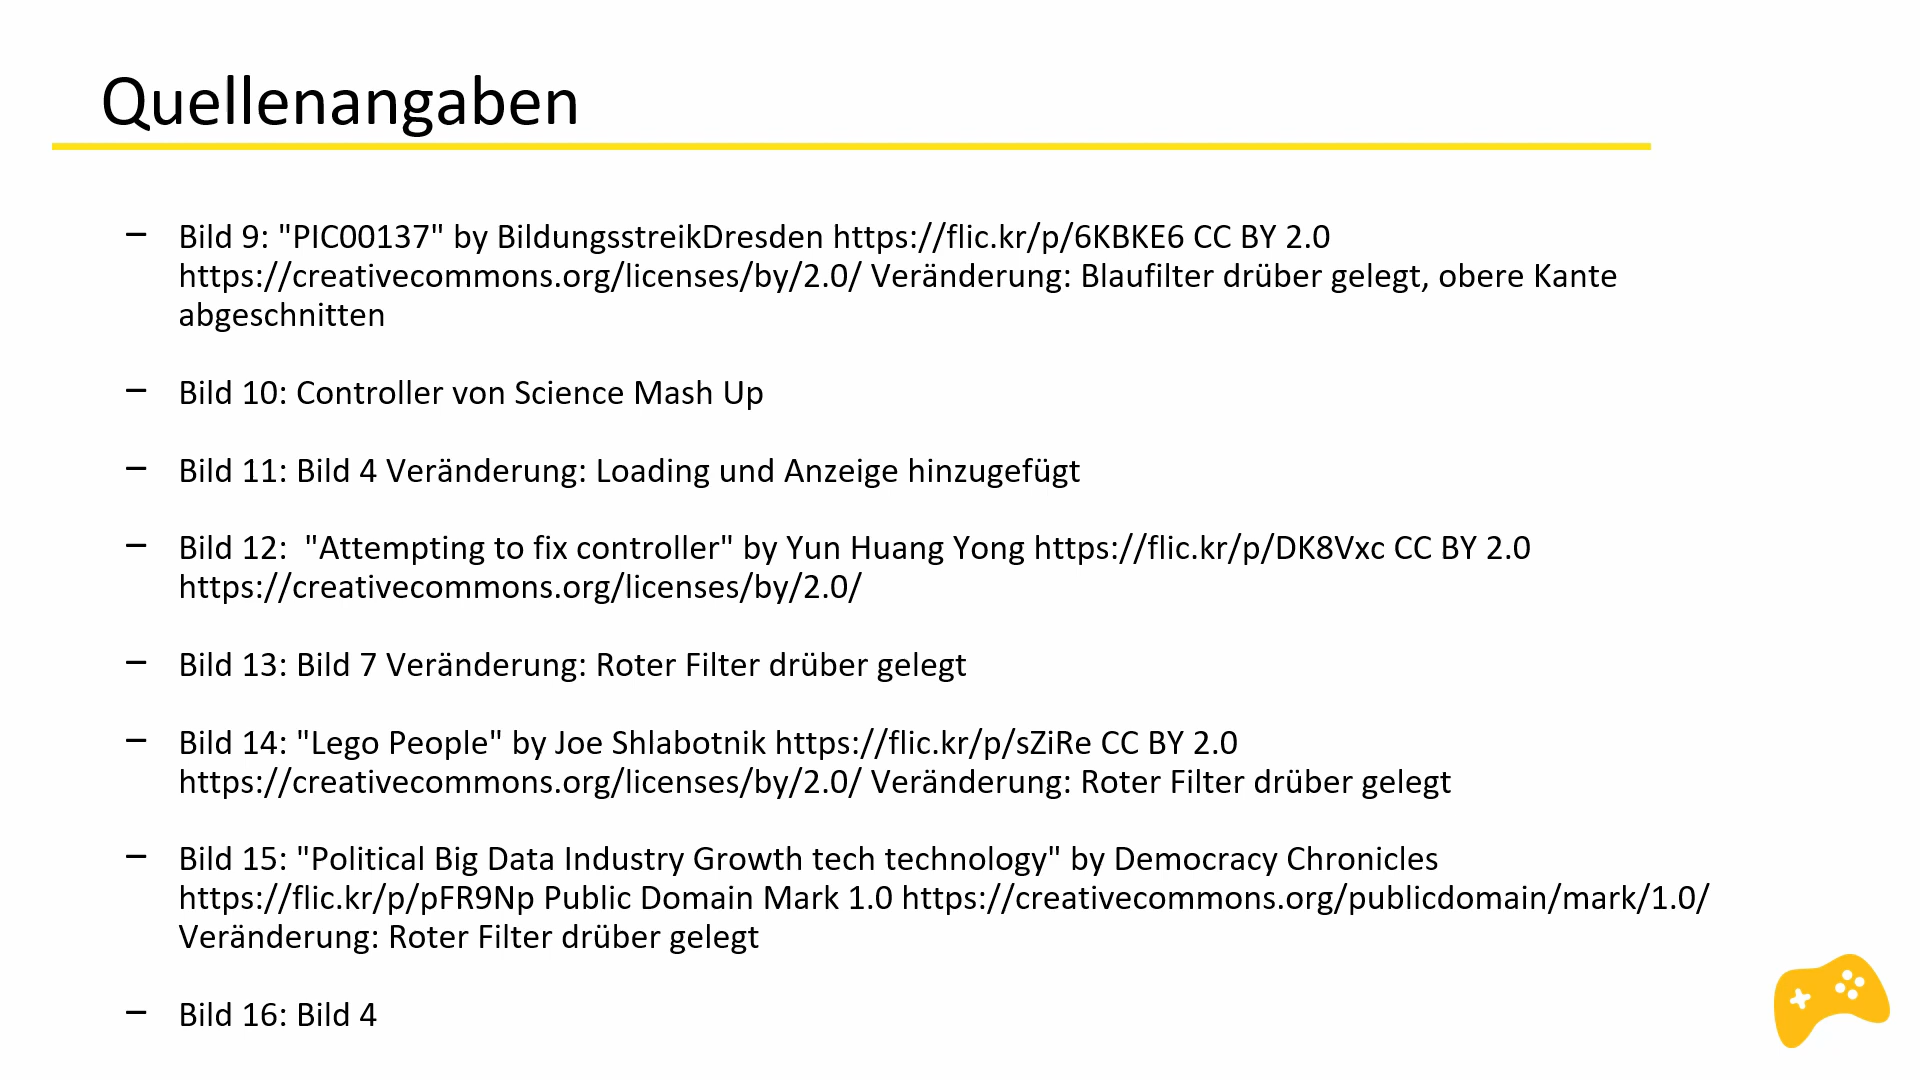 Quellenangaben
– Bild 9: "PIC00137" by BildungsstreikDresden https://flic.kr/p/6KBKE6 CC BY 2.0
https://creativecommons.org/licenses/by/2.0/ Veränderung: Blaufilter drüber gelegt, obere Kante
abgeschnitten
– Bild 10: Controller von Science Mash Up
– Bild 11: Bild 4 Veränderung: Loading und Anzeige hinzugefügt
– Bild 12:  "Attempting to fix controller" by Yun Huang Yong https://flic.kr/p/DK8Vxc CC BY 2.0
https://creativecommons.org/licenses/by/2.0/
– Bild 13: Bild 7 Veränderung: Roter Filter drüber gelegt
– Bild 14: "Lego People" by Joe Shlabotnik https://flic.kr/p/sZiRe CC BY 2.0
https://creativecommons.org/licenses/by/2.0/ Veränderung: Roter Filter drüber gelegt
– Bild 15: "Political Big Data Industry Growth tech technology" by Democracy Chronicles
https://flic.kr/p/pFR9Np Public Domain Mark 1.0 https://creativecommons.org/publicdomain/mark/1.0/
Veränderung: Roter Filter drüber gelegt
– Bild 16: Bild 4